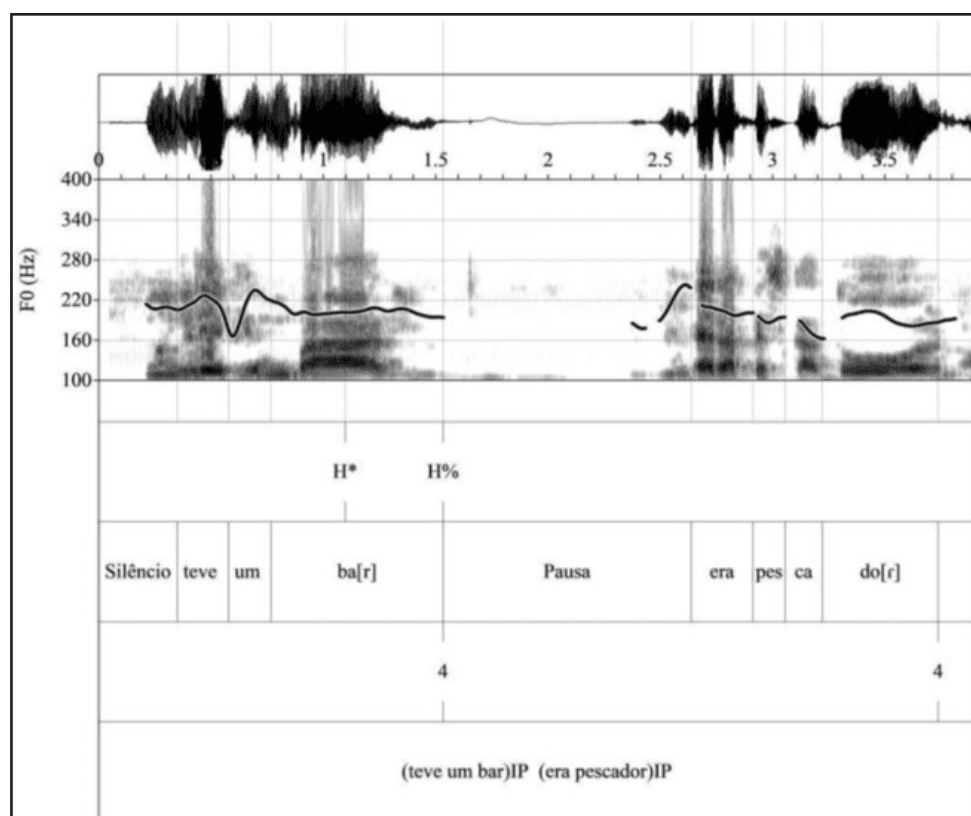 0 0.5 1 1.5 2 2.5 3 3.5
400
340
280
220
160
100
F0 (Hz)
H* H%
Silêncio teve um ba[r] Pausa era pes ca do[ɾ]
4 4
(teve um bar)IP (era pescador)IP